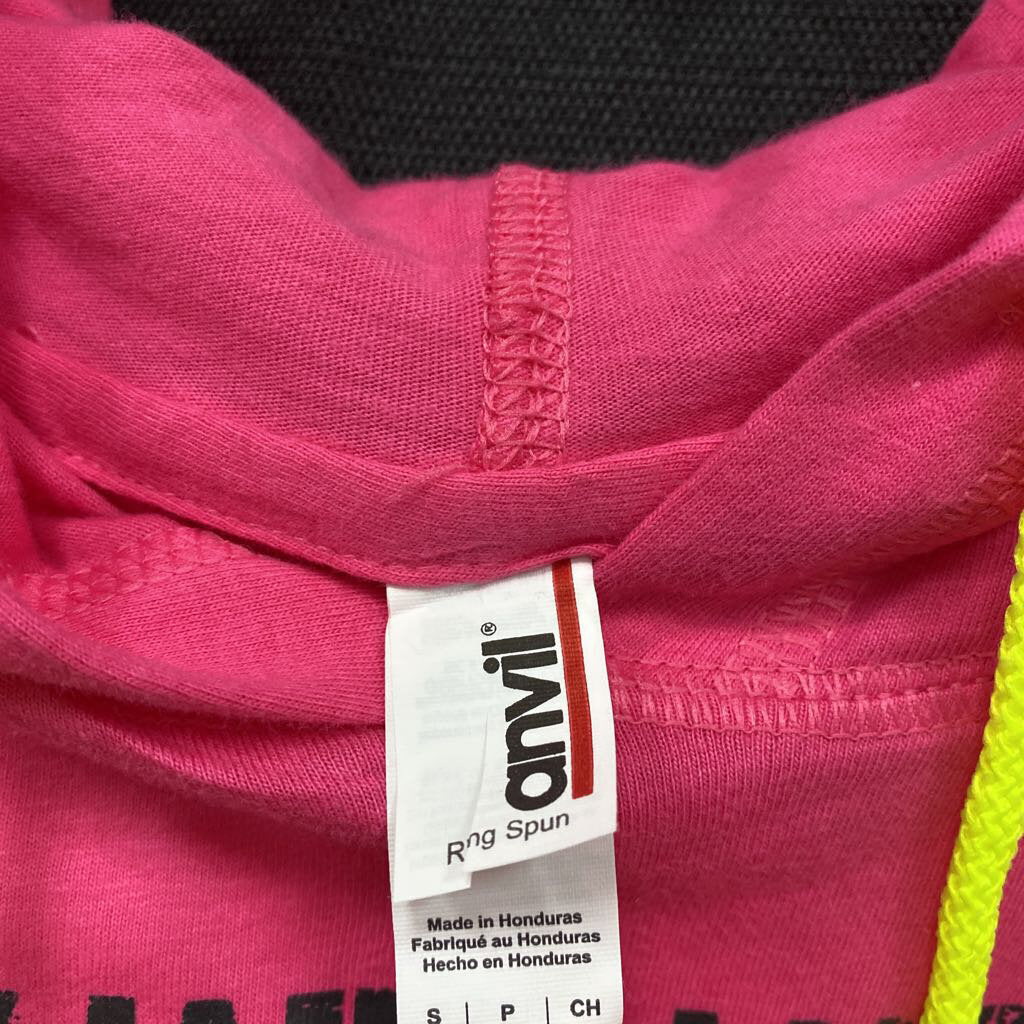 anvil®
Ring Spun
Made in Honduras
Fabriqué au Honduras
Hecho en Honduras
S | P | CH